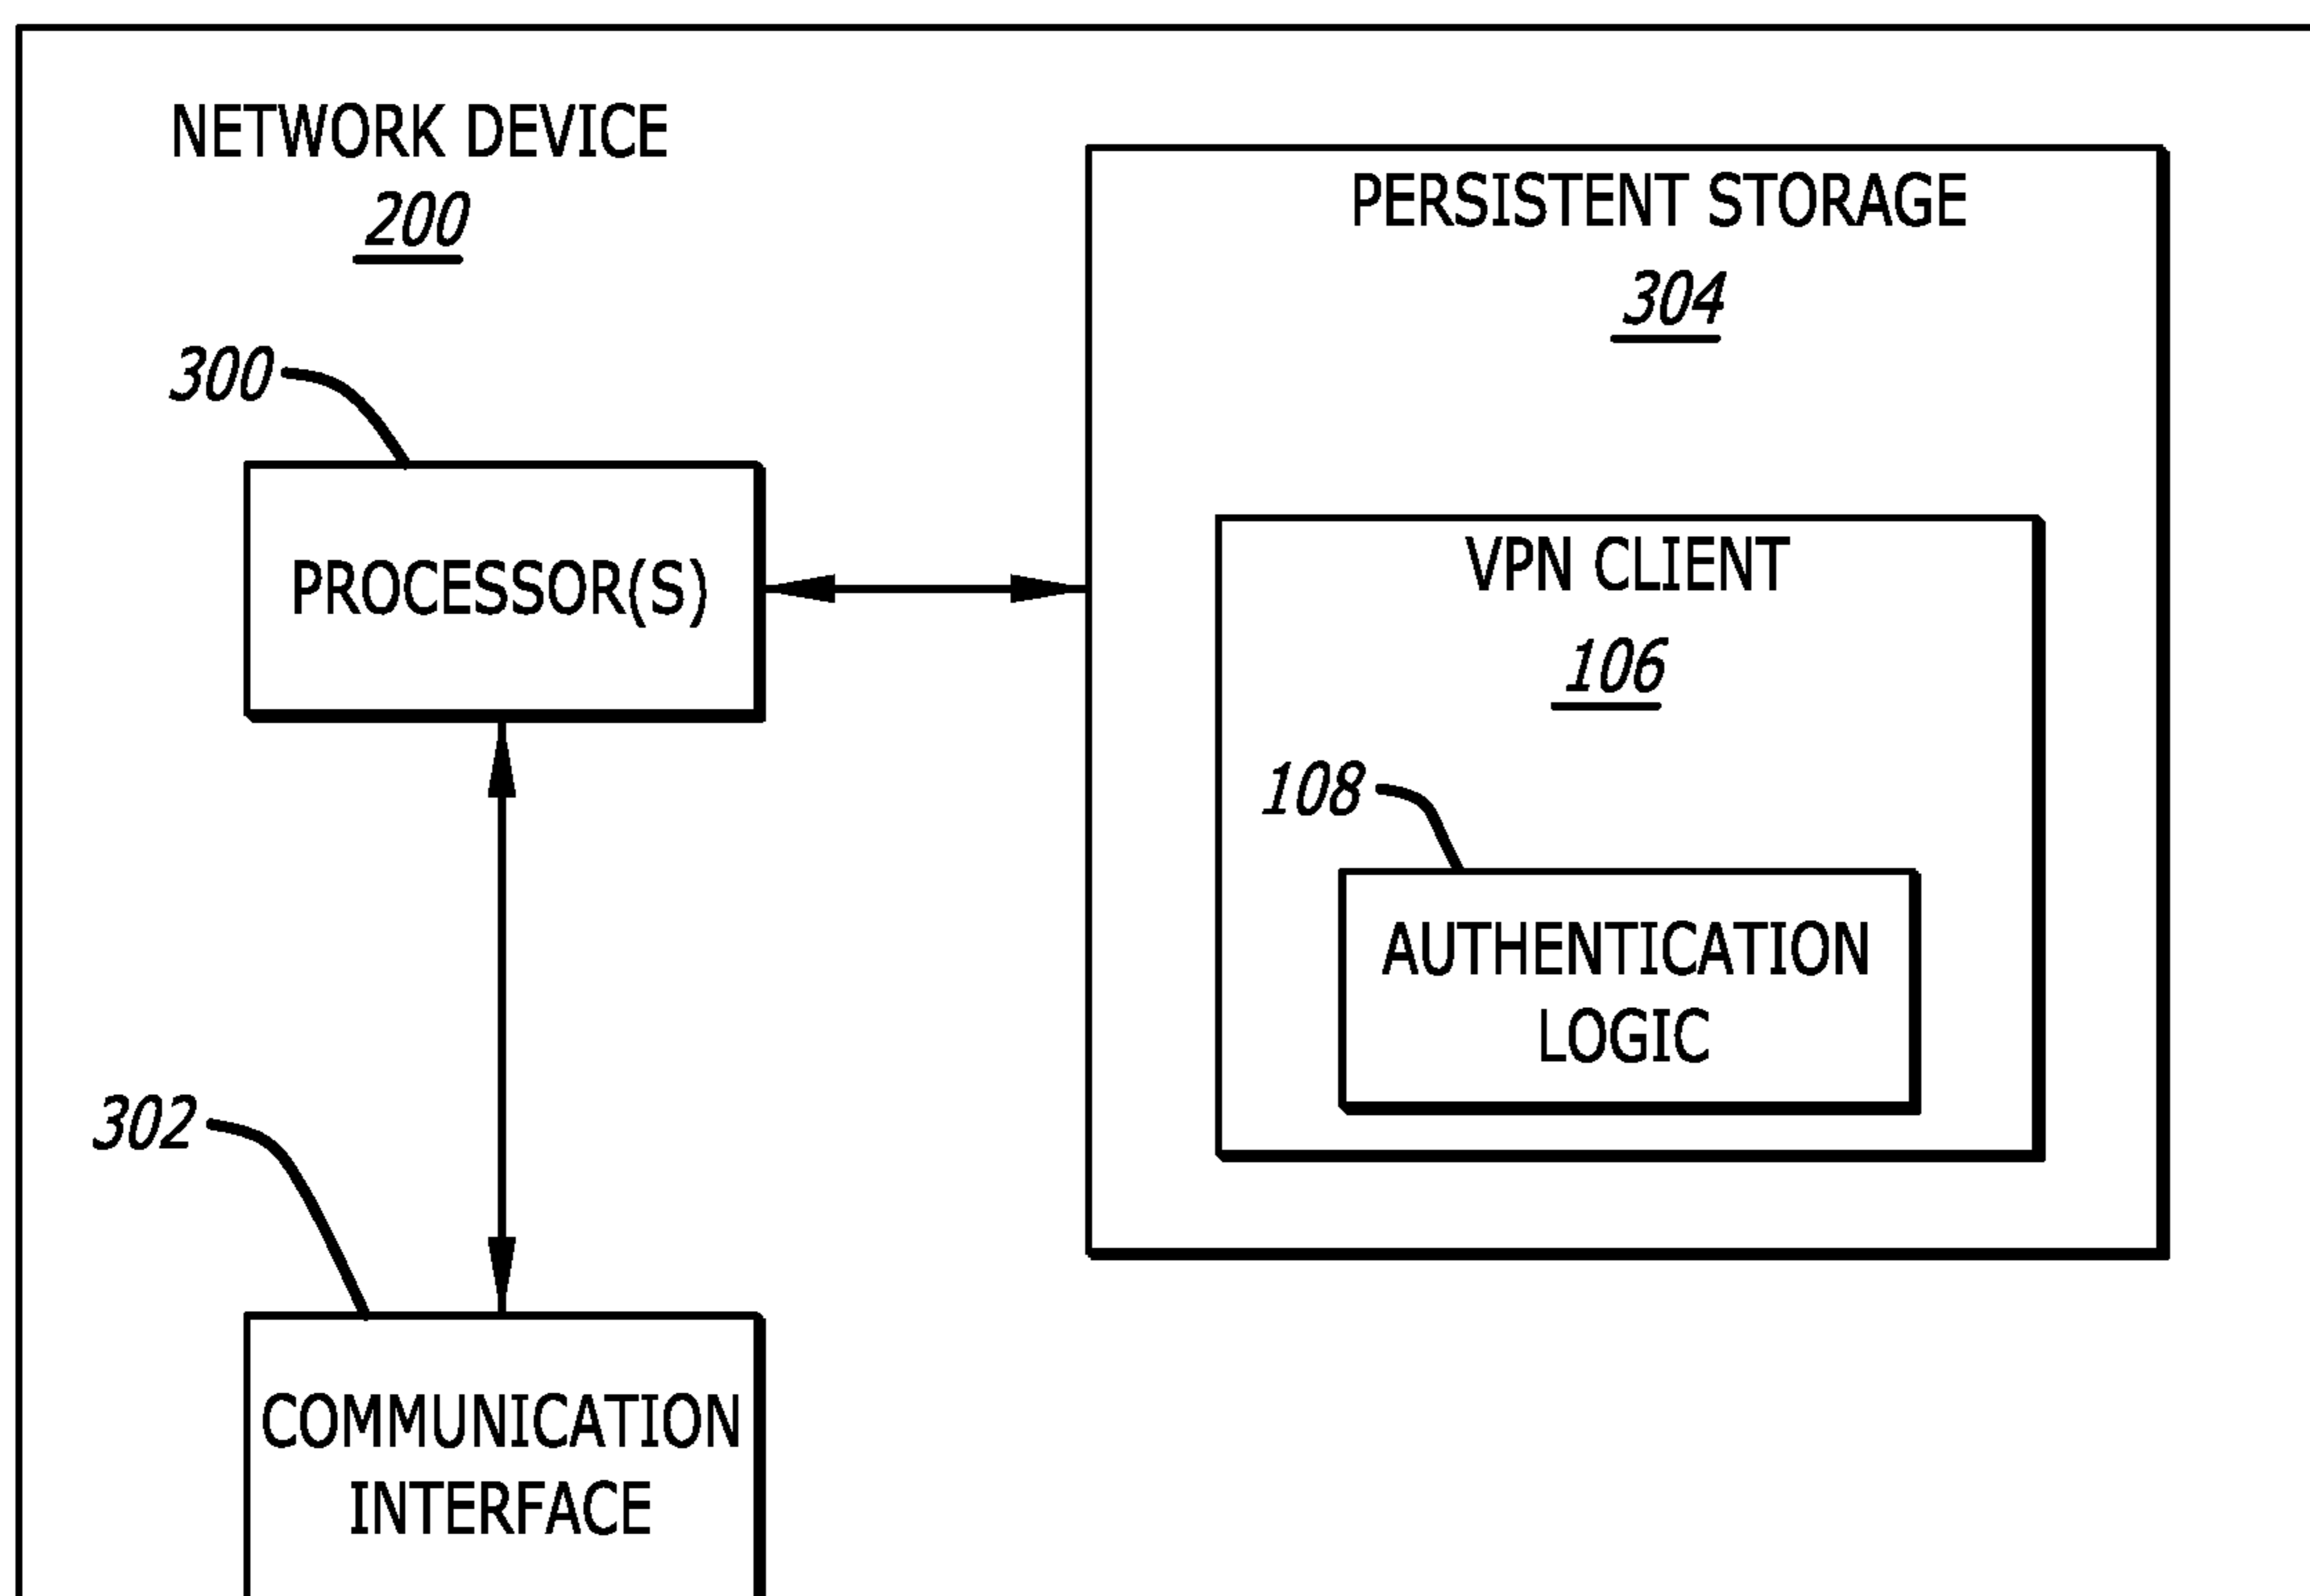 NETWORK DEVICE
200
PERSISTENT STORAGE
304
300
PROCESSOR(S)
VPN CLIENT
106
108
AUTHENTICATION
LOGIC
302
COMMUNICATION
INTERFACE